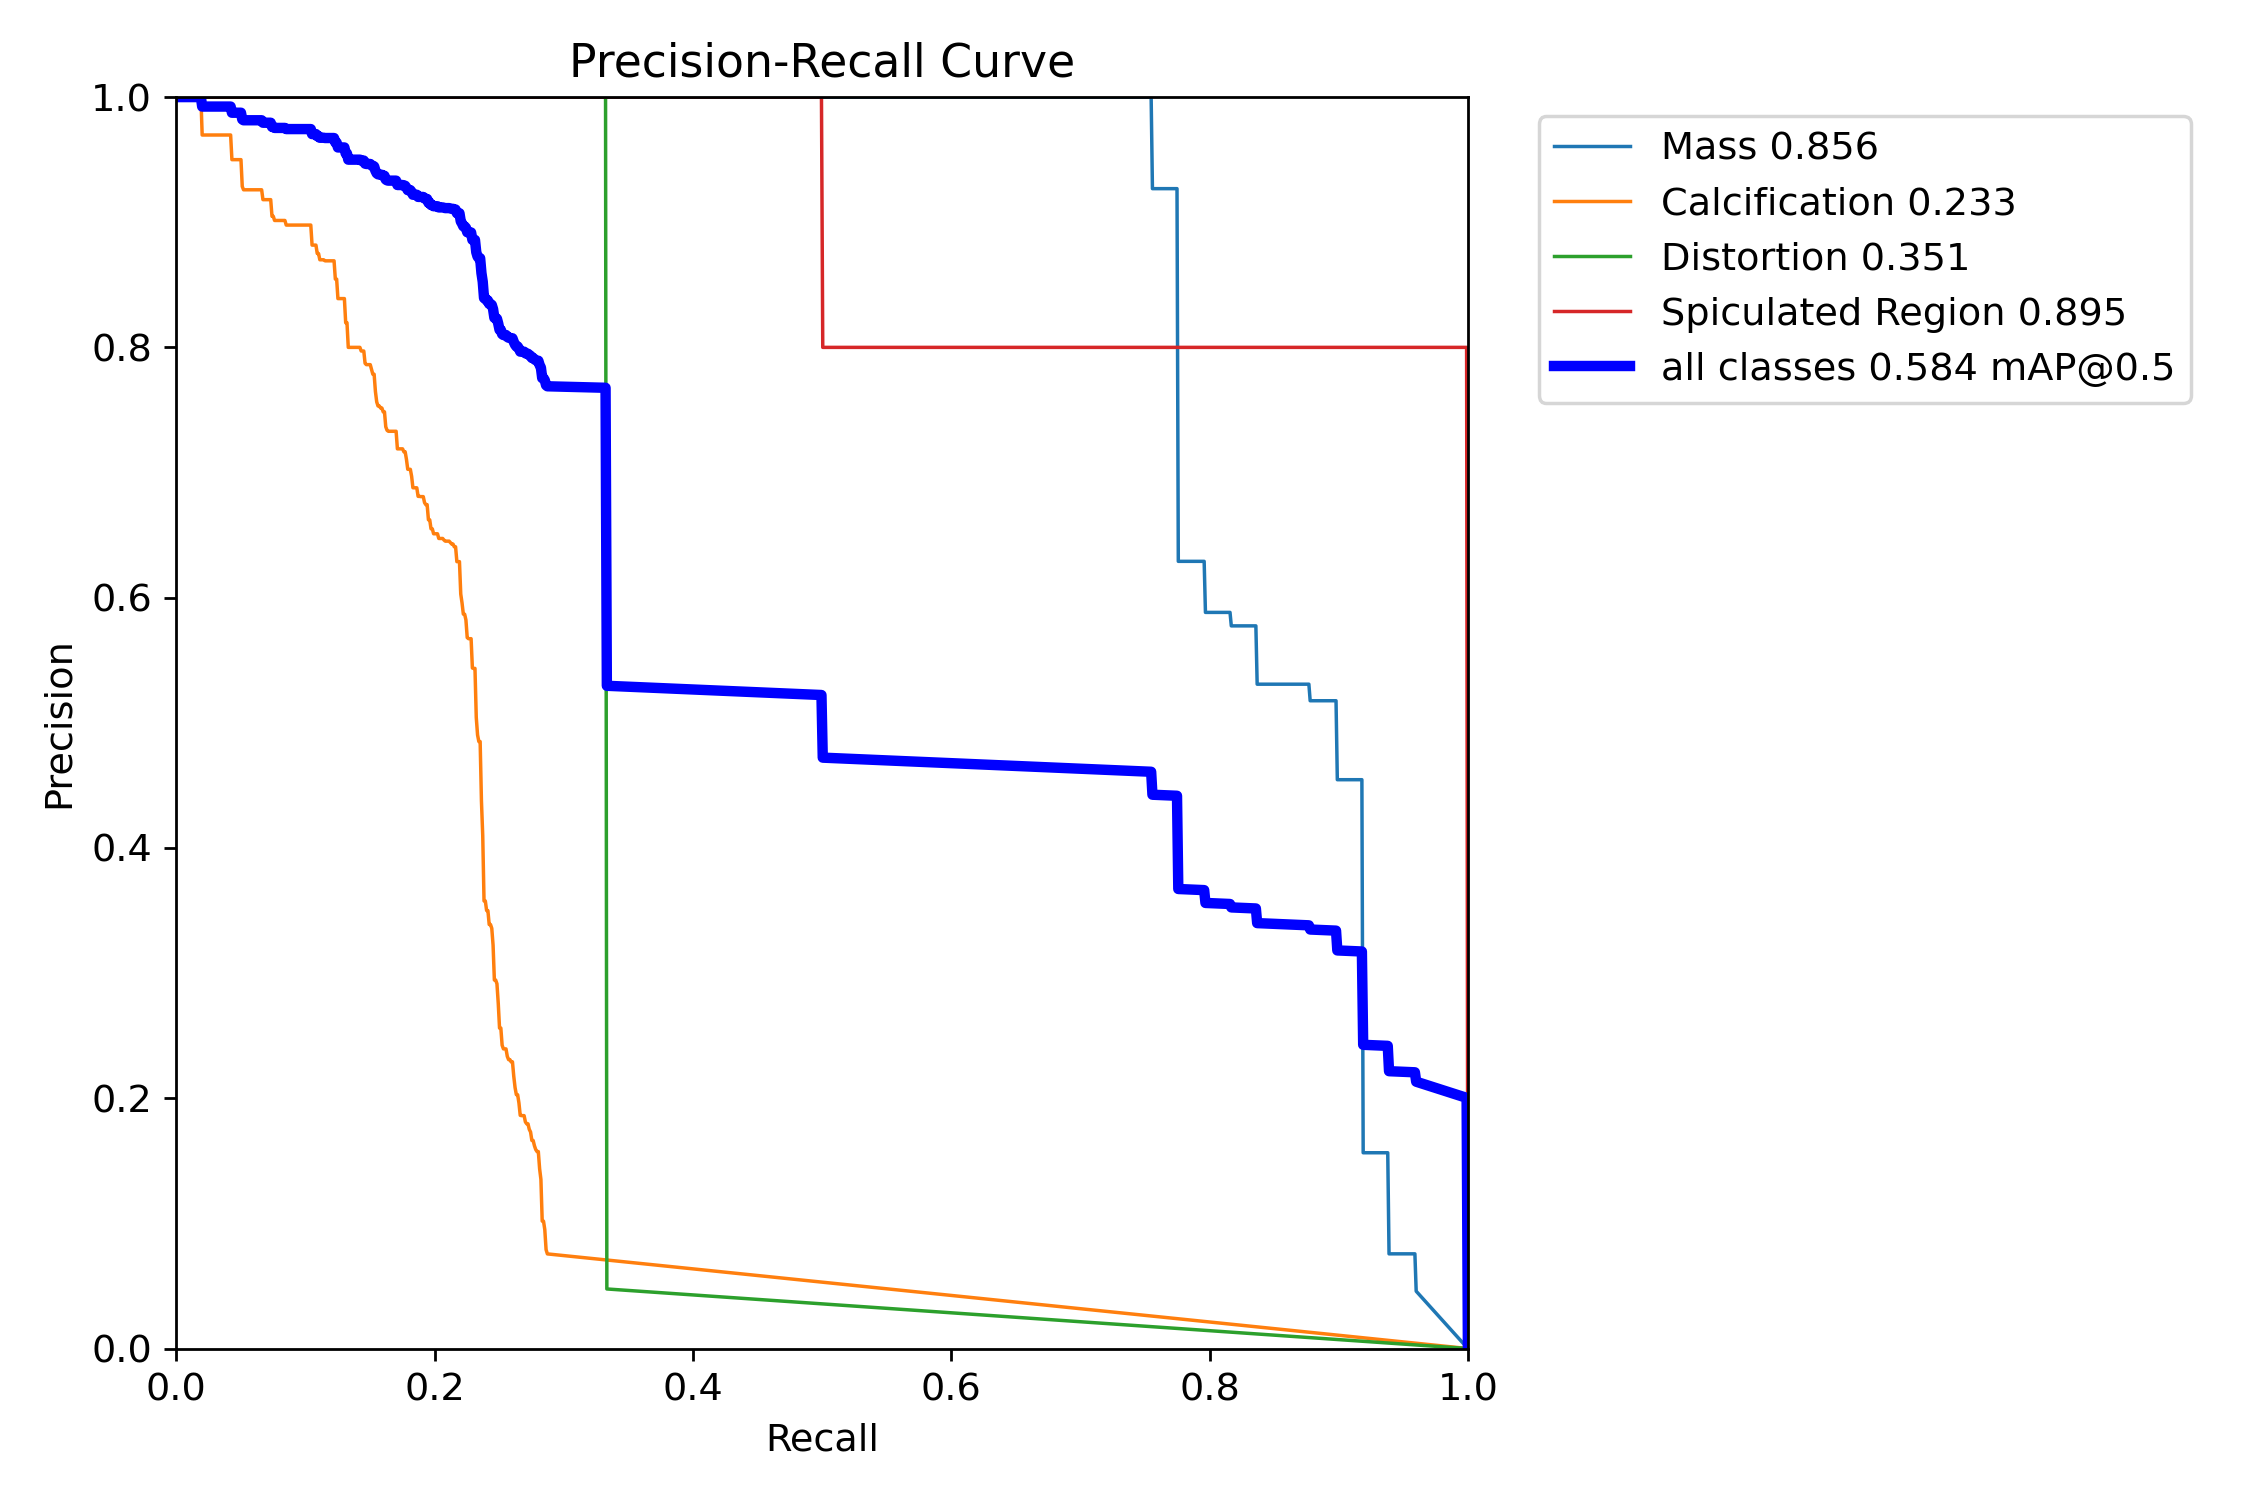 Precision-Recall Curve
1.0
0.8
0.6
0.4
0.2
0.0
Precision
0.0 0.2 0.4 0.6 0.8 1.0
Recall
Mass 0.856
Calcification 0.233
Distortion 0.351
Spiculated Region 0.895
all classes 0.584 mAP@0.5